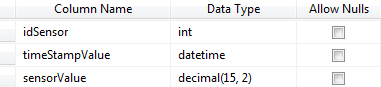 Column Name Data Type Allow Nulls
idSensor int
timeStampValue datetime
sensorValue decimal(15, 2)